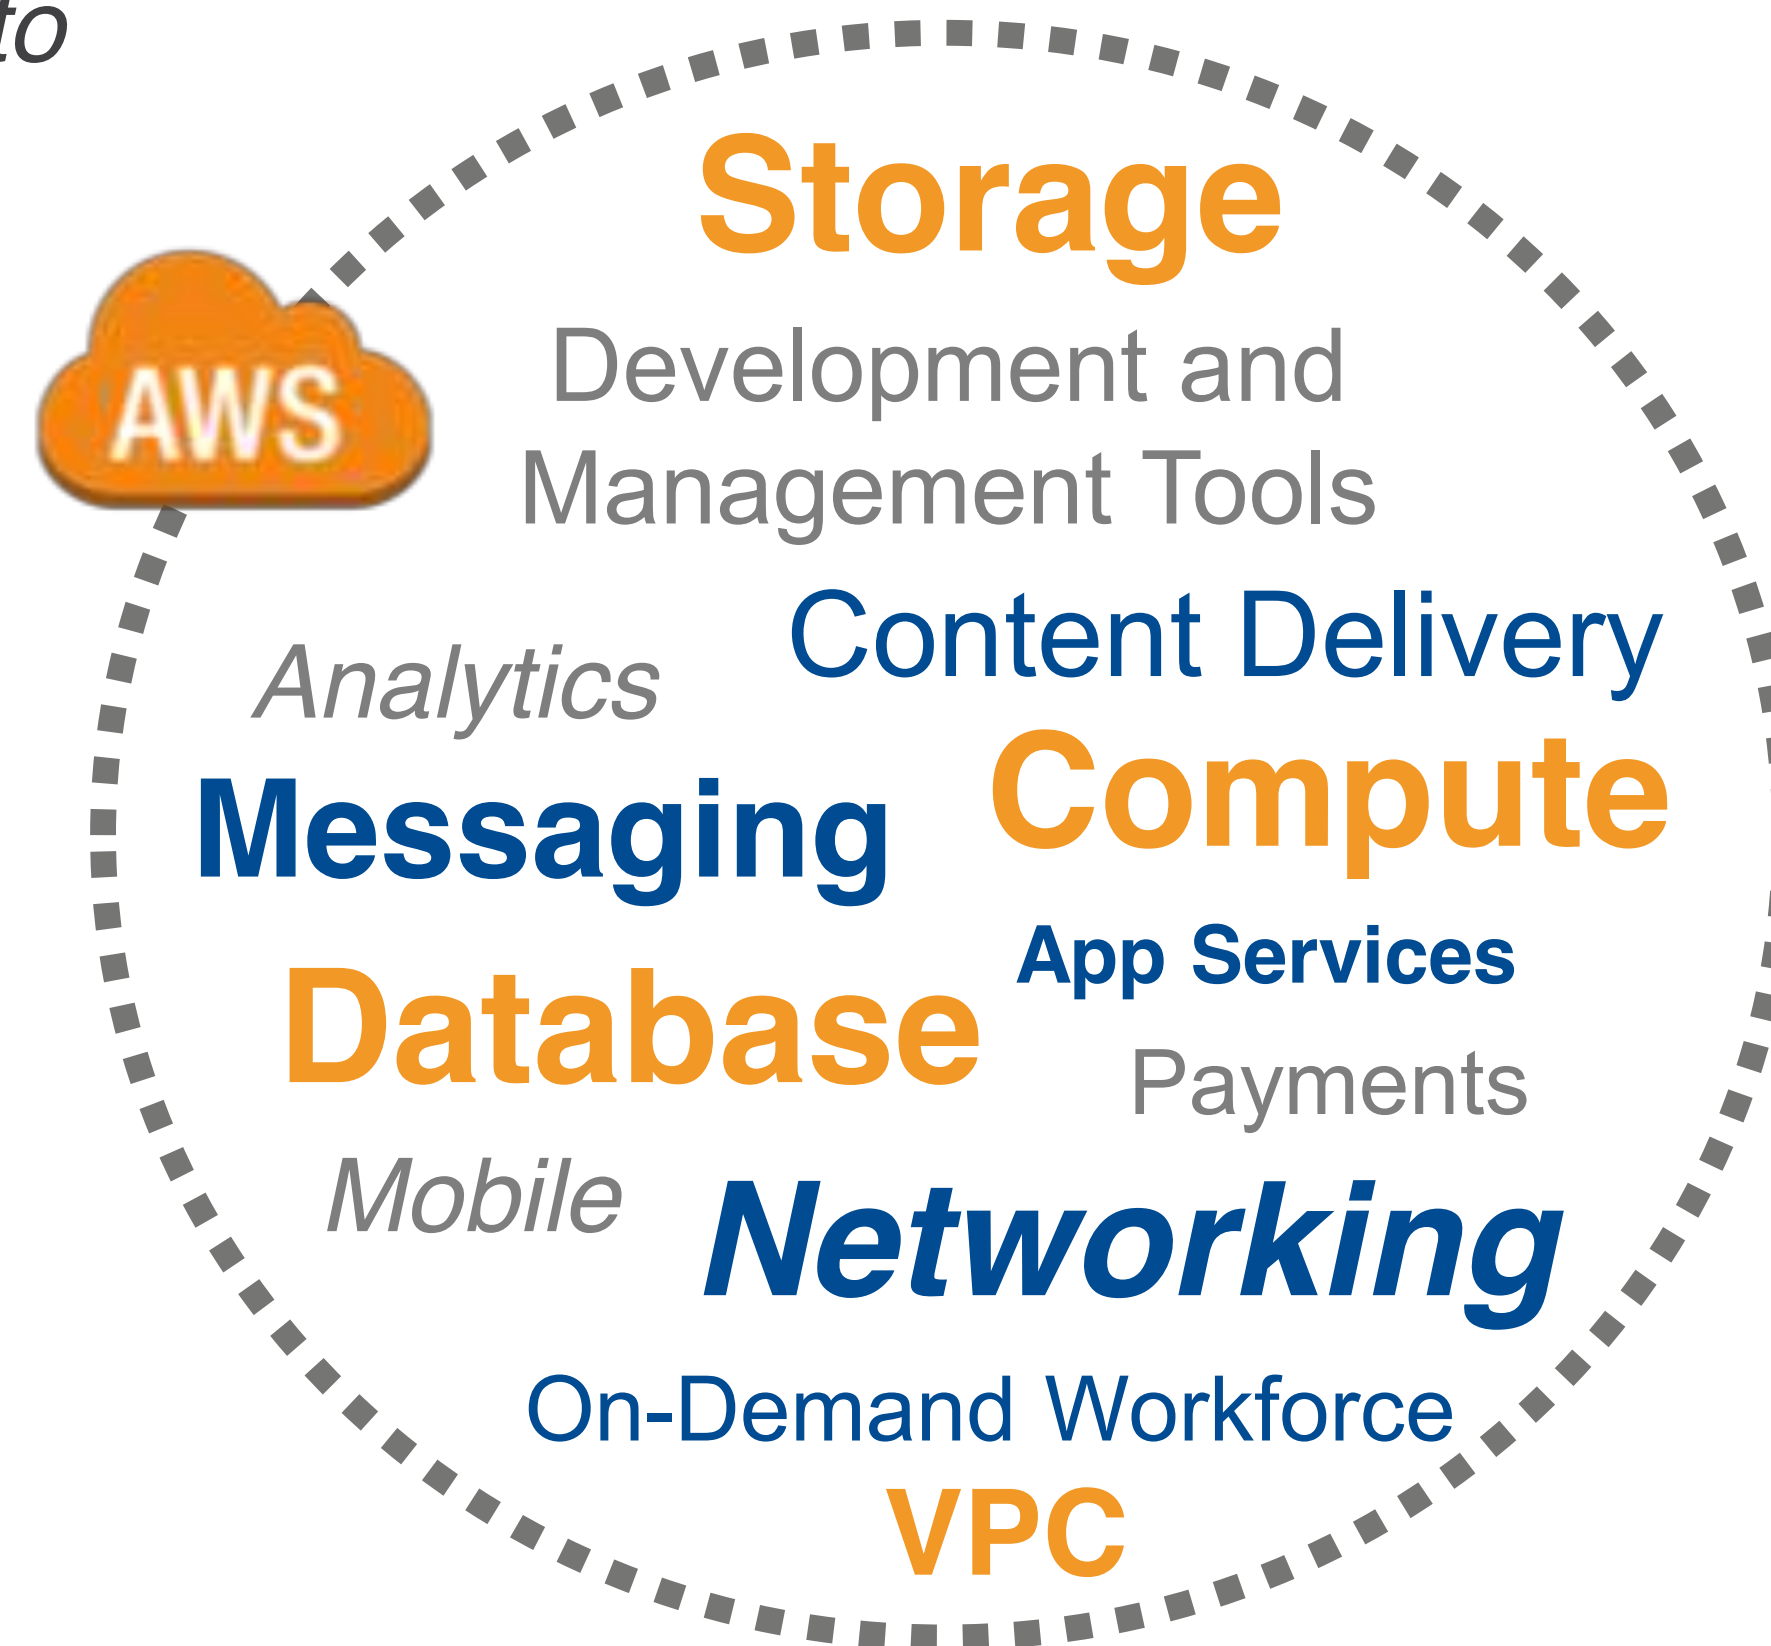 to
Storage
AWS
Development and
Management Tools
Content Delivery
Analytics
Compute
Messaging
App Services
Database
Payments
Mobile
Networking
On-Demand Workforce
VPC